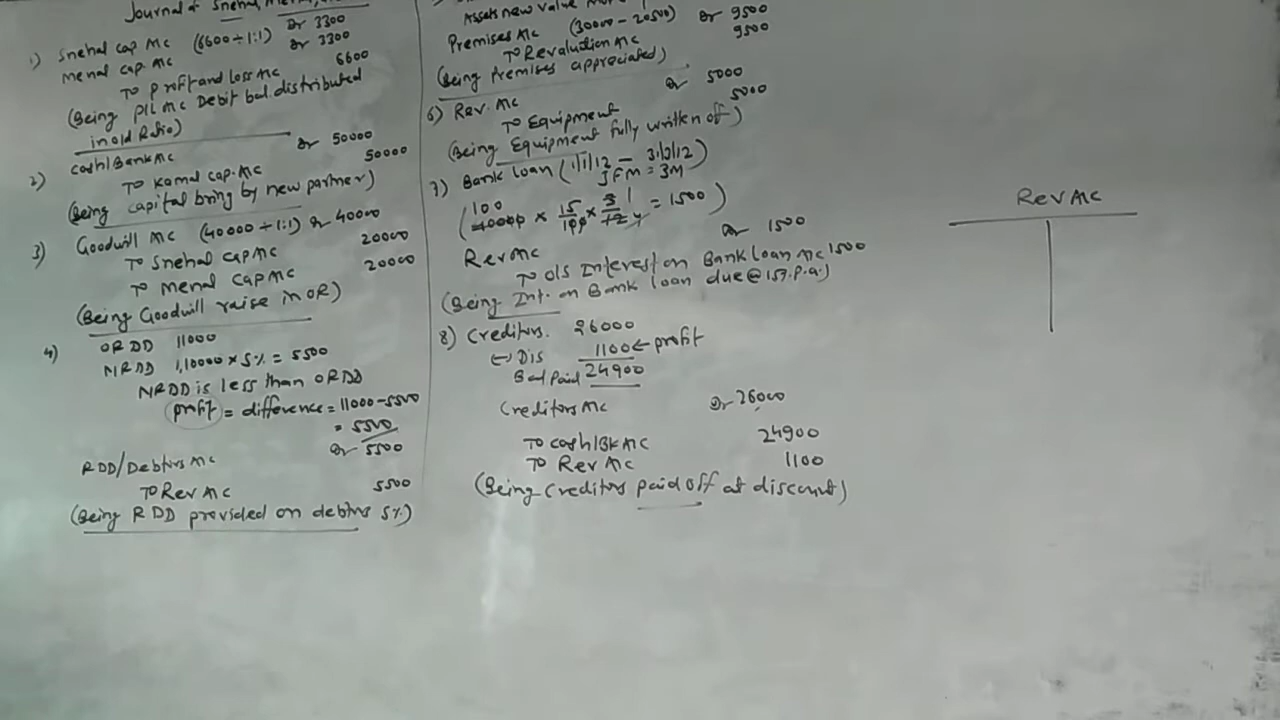 Journal of Snehal, Menal,
1) Snehal cap A/c (6600 ÷ 1:1) Dr 3300
Menal cap. A/c Dr 3300
To profit and Loss A/c 6600
(Being P/L A/c Debit bal. distributed
in old Ratio)
2) cash/Bank A/c Dr 50000
To Kamal cap. A/c 50000
(Being capital bring by new partner)
3) Goodwill A/c (40000 ÷ 1:1) Dr 40000
To Snehal Cap A/c 20000
To Menal Cap A/c 20000
(Being Goodwill raise in OR)
4) ORDD 11000
NRDD 1,10000 × 5% = 5500
NRDD is less than ORDD
profit = difference = 11000 - 5500
= 5500
RDD/Debtors A/c Dr 5500
To Rev A/c 5500
(Being RDD provided on debtors 5%)
Assets new value
Premises A/c (30000 - 20500) Dr 9500
To Revaluation A/c 9500
(Being Premises appreciated)
6) Rev. A/c Dr 5000
To Equipment 5000
(Being Equipment fully written off)
7) Bank loan (1/1/12 — 31/3/12)
JFM = 3M
(100
40000 × 15/100 × 3/12 = 1500)
Rev A/c Dr 1500
To O/S Interest on Bank loan A/c 1500
(Being Int. on Bank loan due @ 15% p.a.)
8) Creditors. 26000
(-) Dis 1100 ← profit
Bal Paid 24900
Creditors A/c Dr 26000
To cash/Bk A/c 24900
To Rev A/c 1100
(Being Creditors paid off at discount)
Rev A/c